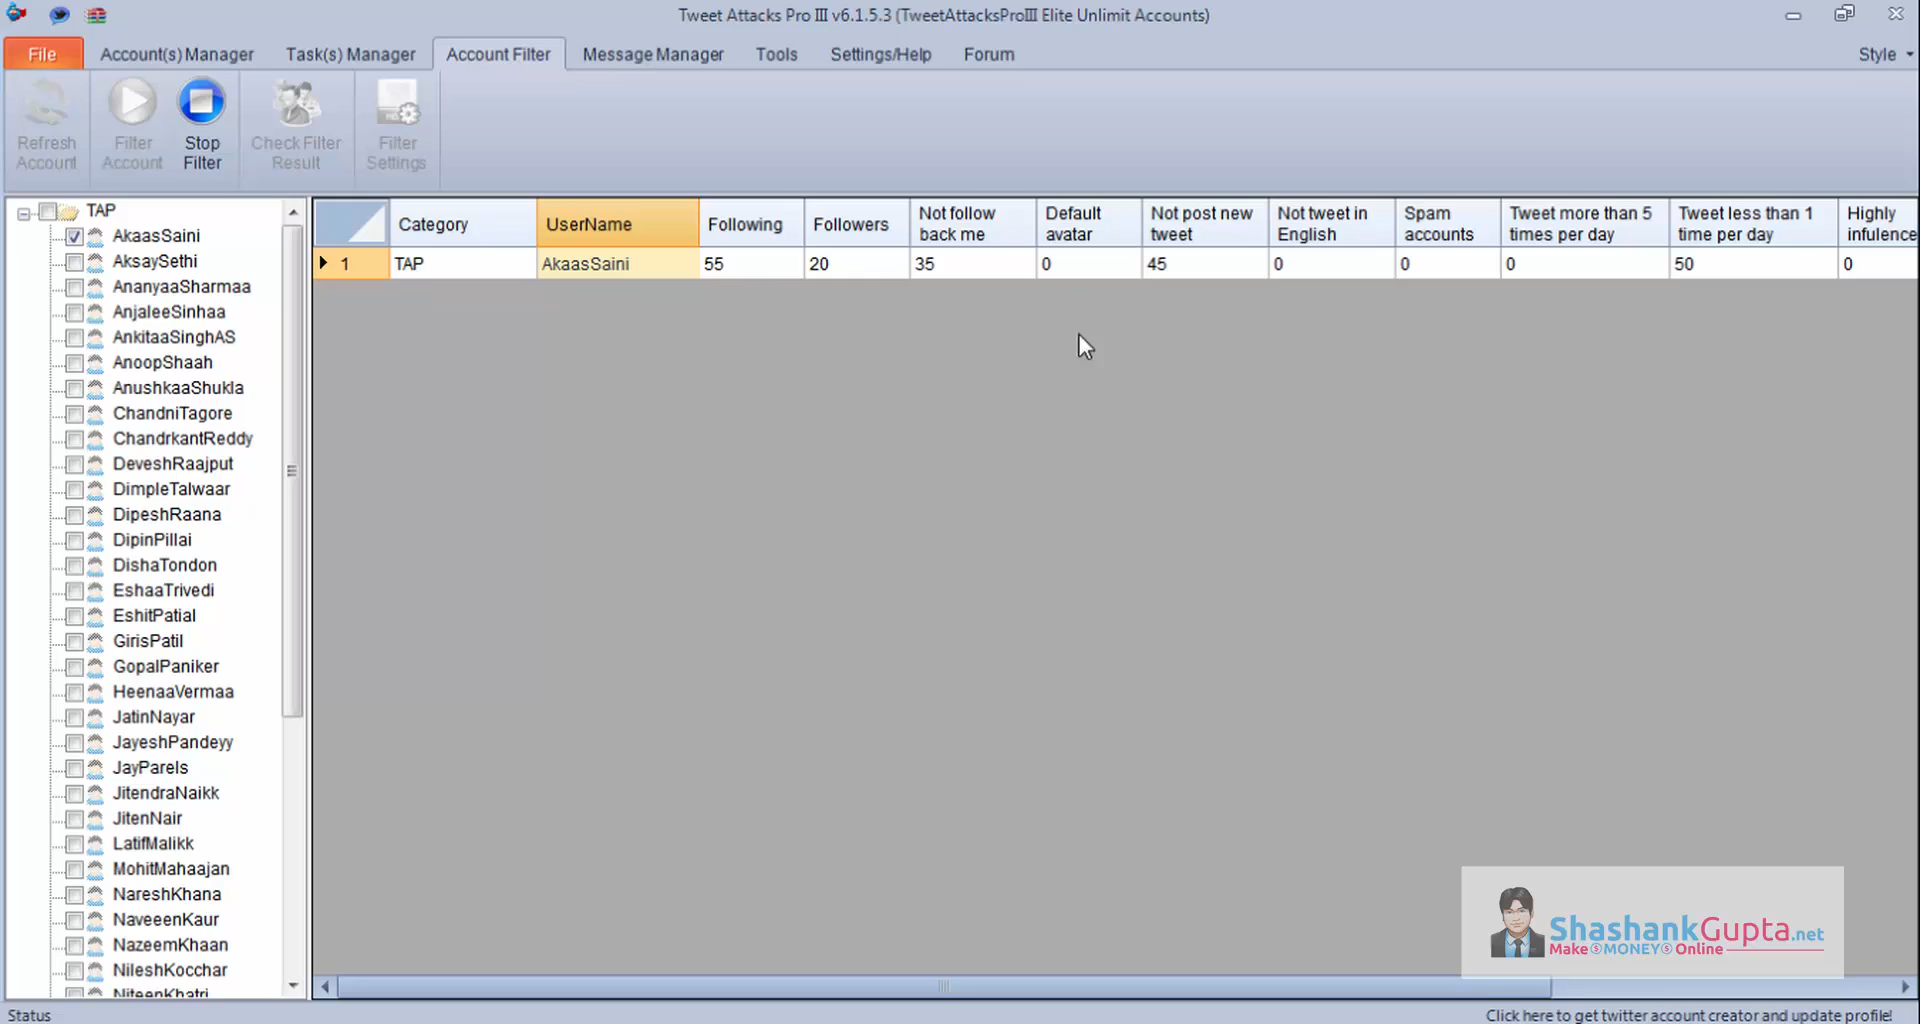 Tweet Attacks Pro III v6.1.5.3 (TweetAttacksProIII Elite Unlimit Accounts)
File Account(s) Manager Task(s) Manager Account Filter Message Manager Tools Settings/Help Forum Style
Refresh Account
Filter Account
Stop Filter
Check Filter Result
Filter Settings
TAP
AkaasSaini
AksaySethi
AnanyaaSharmaa
AnjaleeSinhaa
AnkitaaSinghAS
AnoopShaah
AnushkaaShukla
ChandniTagore
ChandrkantReddy
DeveshRaajput
DimpleTalwaar
DipeshRaana
DipinPillai
DishaTondon
EshaaTrivedi
EshitPatial
GirisPatil
GopalPaniker
HeenaaVermaa
JatinNayar
JayeshPandeyy
JayParels
JitendraNaikk
JitenNair
LatifMalikk
MohitMahaajan
NareshKhana
NaveeenKaur
NazeemKhaan
NileshKocchar
NiteenKhatri
Category UserName Following Followers Not follow back me Default avatar Not post new tweet Not tweet in English Spam accounts Tweet more than 5 times per day Tweet less than 1 time per day Highly infulence
1 TAP AkaasSaini 55 20 35 0 45 0 0 0 50 0
ShashankGupta.net
Make $MONEY$ Online
Status
Click here to get twitter account creator and update profile!